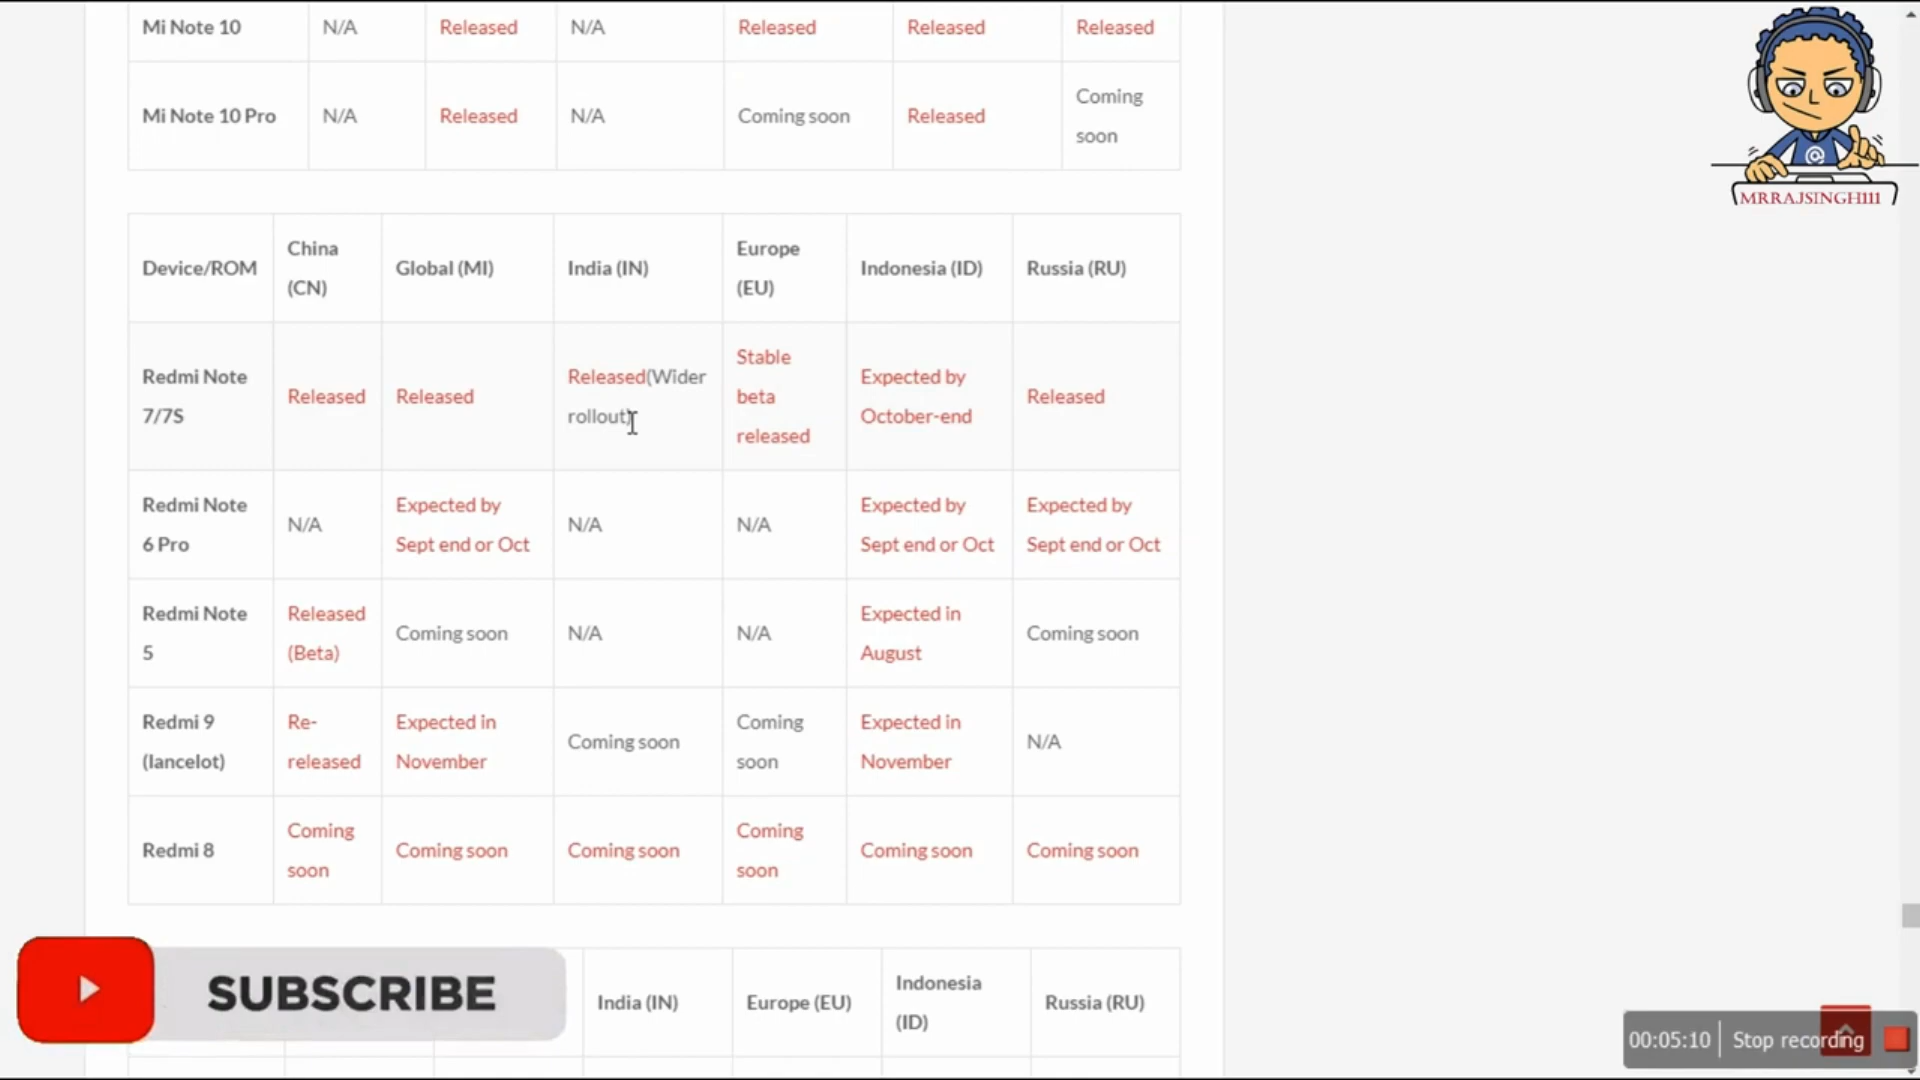 Mi Note 10 N/A Released N/A Released Released Released
Mi Note 10 Pro N/A Released N/A Coming soon Released Coming
soon
Device/ROM China
(CN) Global (MI) India (IN) Europe
(EU) Indonesia (ID) Russia (RU)
Redmi Note
7/7S Released Released Released(Wider
rollout) Stable
beta
released Expected by
October-end Released
Redmi Note
6 Pro N/A Expected by
Sept end or Oct N/A N/A Expected by
Sept end or Oct Expected by
Sept end or Oct
Redmi Note
5 Released
(Beta) Coming soon N/A N/A Expected in
August Coming soon
Redmi 9
(lancelot) Re-
released Expected in
November Coming soon Coming
soon Expected in
November N/A
Redmi 8 Coming
soon Coming soon Coming soon Coming
soon Coming soon Coming soon
India (IN) Europe (EU) Indonesia
(ID) Russia (RU)
SUBSCRIBE
MRRAJSINGH111
@
00:05:10 Stop recording